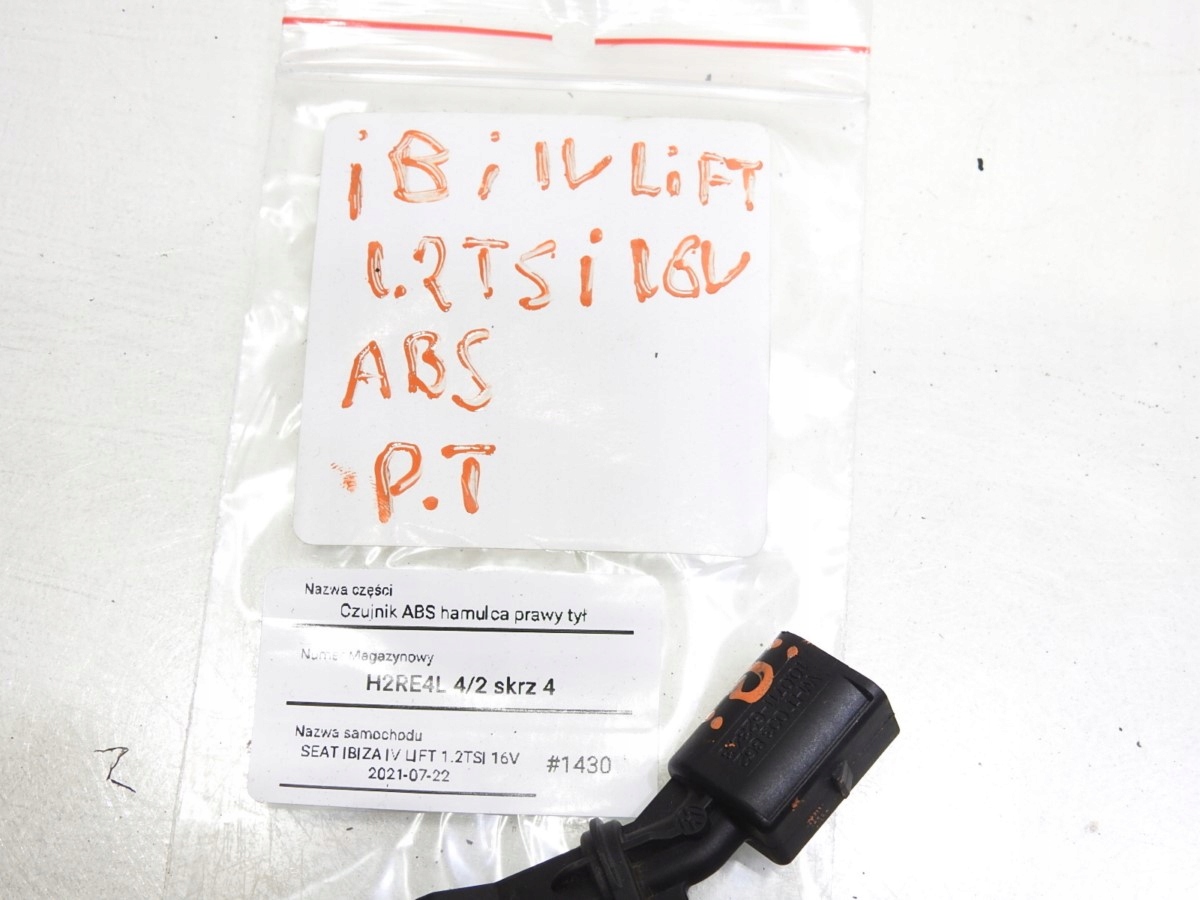 iBi IV LiFT
1.2TSi 16V
ABS
P.T
Nazwa części
Czujnik ABS hamulca prawy tył
Numer Magazynowy
H2RE4L 4/2 skrz 4
Nazwa samochodu
SEAT IBIZA IV LIFT 1.2TSI 16V
2021-07-22
#1430